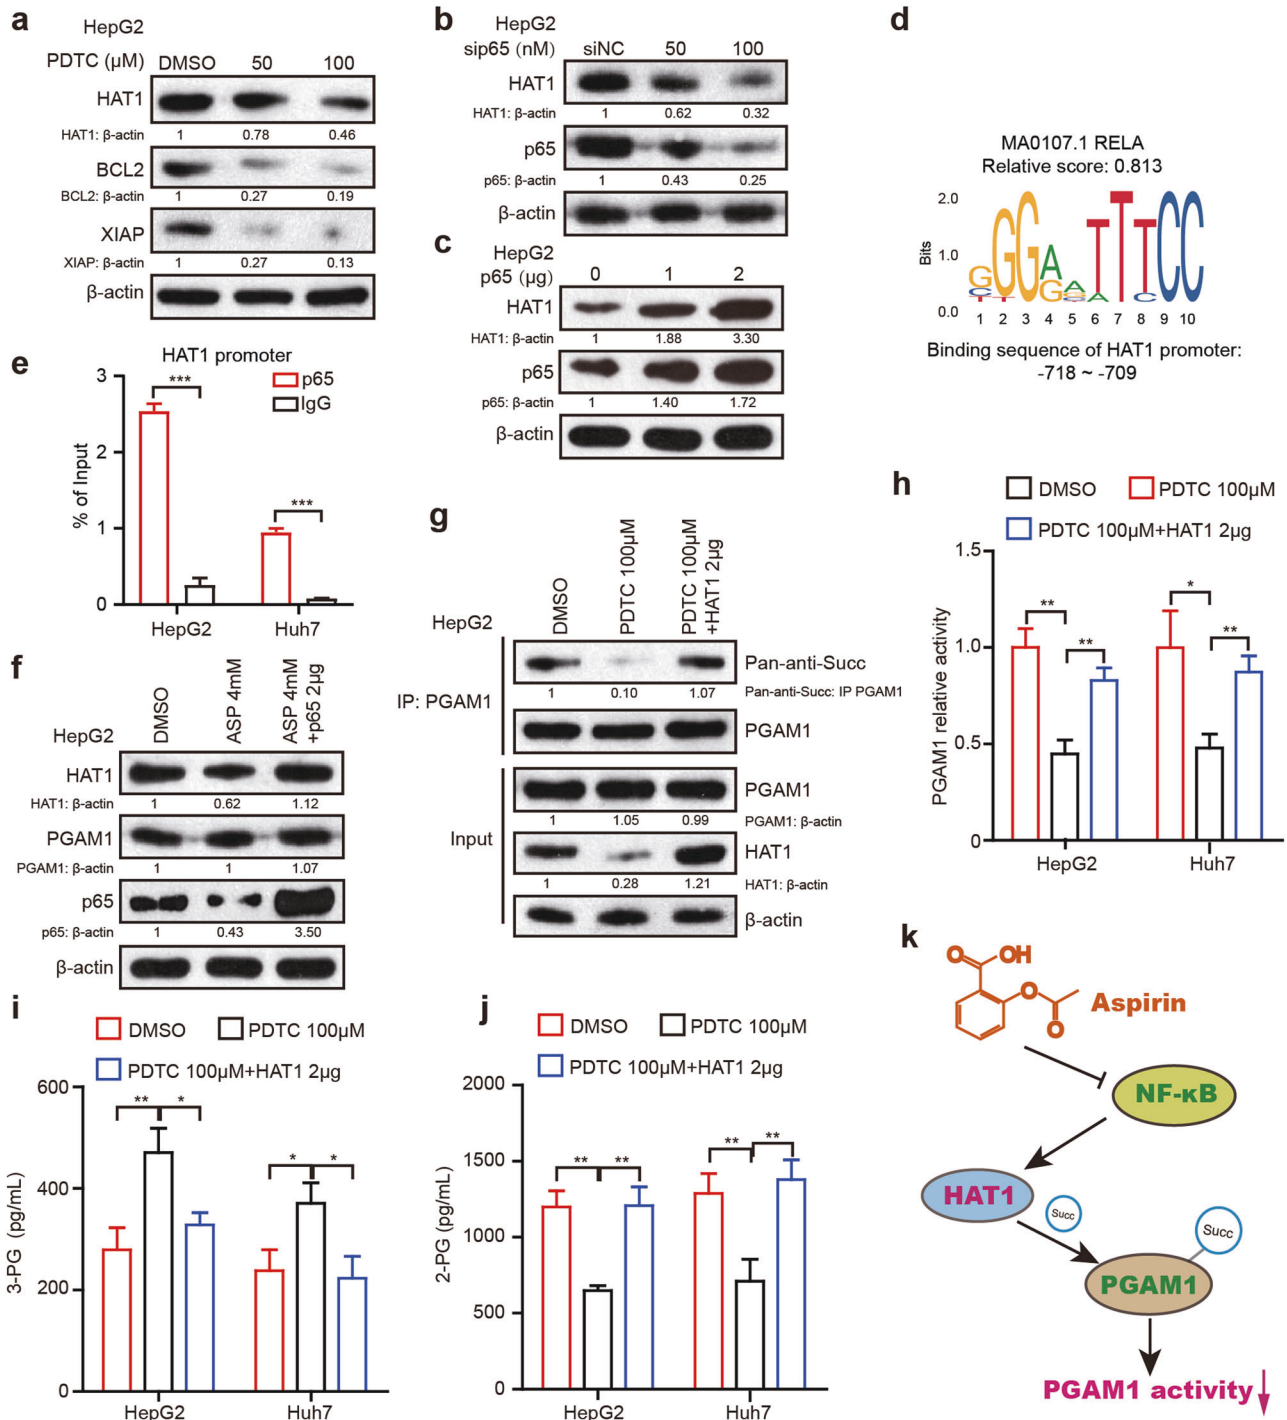 a
HepG2
PDTC (µM) DMSO 50 100
HAT1
HAT1: β-actin 1 0.78 0.46
BCL2
BCL2: β-actin 1 0.27 0.19
XIAP
XIAP: β-actin 1 0.27 0.13
β-actin
b
HepG2
sip65 (nM) siNC 50 100
HAT1
HAT1: β-actin 1 0.62 0.32
p65
p65: β-actin 1 0.43 0.25
β-actin
c
HepG2
p65 (µg) 0 1 2
HAT1
HAT1: β-actin 1 1.88 3.30
p65
p65: β-actin 1 1.40 1.72
β-actin
d
MA0107.1 RELA
Relative score: 0.813
2.0
1.0
0.0
Bits
G G G A A T T T C C
C G G A C
T T
1 2 3 4 5 6 7 8 9 10
Binding sequence of HAT1 promoter:
-718 ~ -709
e
HAT1 promoter
p65
IgG
3
2
1
0
% of Input
*** ***
HepG2 Huh7
f
HepG2
DMSO
ASP 4mM
ASP 4mM
+p65 2µg
HAT1
HAT1: β-actin 1 0.62 1.12
PGAM1
PGAM1: β-actin 1 1 1.07
p65
p65: β-actin 1 0.43 3.50
β-actin
g
HepG2
DMSO
PDTC 100µM
PDTC 100µM
+HAT1 2µg
IP: PGAM1
Pan-anti-Succ
1 0.10 1.07 Pan-anti-Succ: IP PGAM1
PGAM1
Input
PGAM1
1 1.05 0.99 PGAM1: β-actin
HAT1
1 0.28 1.21 HAT1: β-actin
β-actin
h
DMSO PDTC 100µM
PDTC 100µM+HAT1 2µg
1.5
1.0
0.5
0
PGAM1 relative activity
** ** * **
HepG2 Huh7
i
DMSO PDTC 100µM
PDTC 100µM+HAT1 2µg
600
400
200
0
3-PG (pg/mL)
** * * *
HepG2 Huh7
j
DMSO PDTC 100µM
PDTC 100µM+HAT1 2µg
2000
1500
1000
500
0
2-PG (pg/mL)
** ** ** **
HepG2 Huh7
k
O OH
O
O
Aspirin
NF-κB
HAT1
Succ
Succ
PGAM1
PGAM1 activity